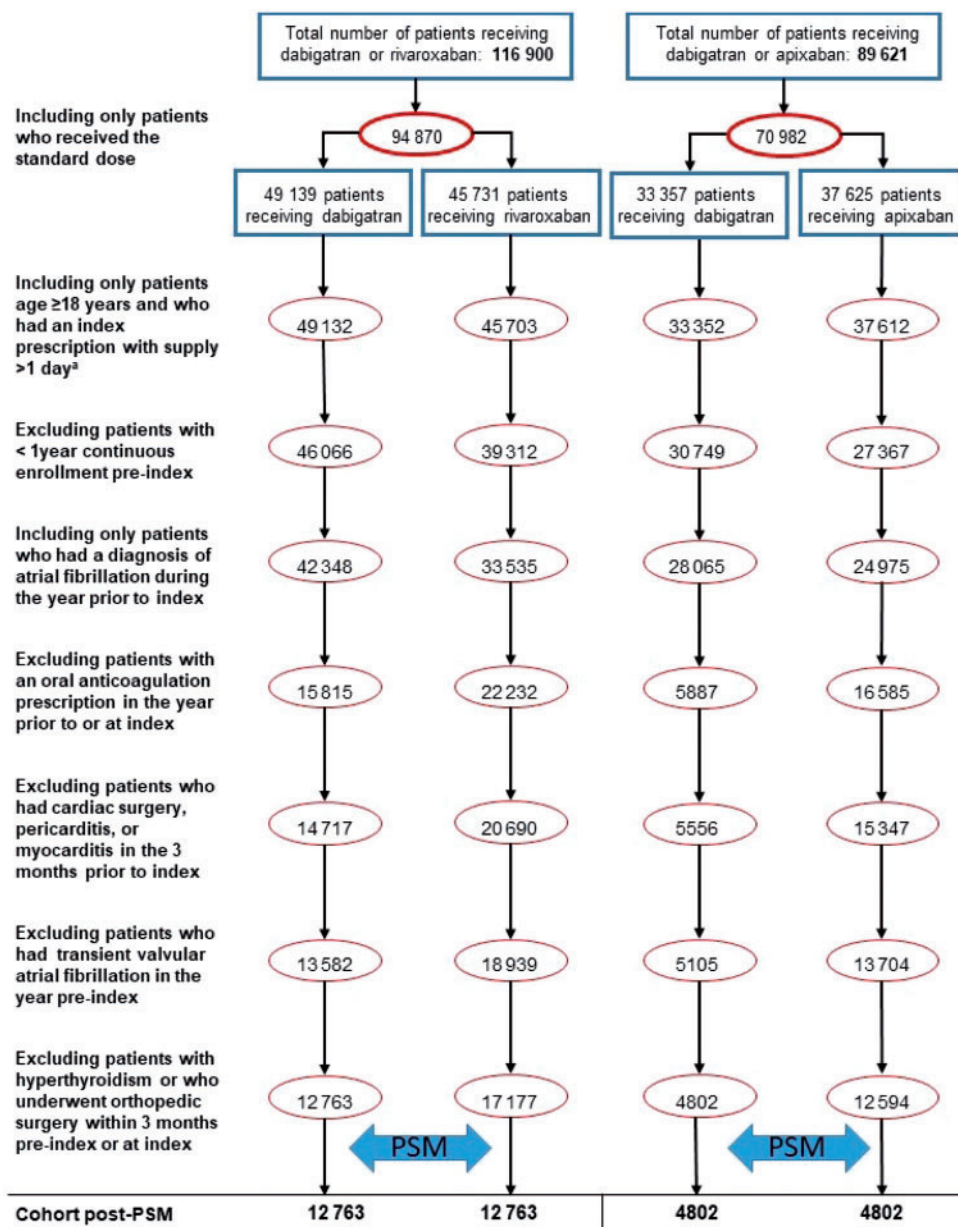 Total number of patients receiving
dabigatran or rivaroxaban: 116 900
Total number of patients receiving
dabigatran or apixaban: 89 621
Including only patients
who received the
standard dose
94 870
70 982
49 139 patients
receiving dabigatran
45 731 patients
receiving rivaroxaban
33 357 patients
receiving dabigatran
37 625 patients
receiving apixaban
Including only patients
age ≥18 years and who
had an index
prescription with supply
>1 dayᵃ
49 132
45 703
33 352
37 612
Excluding patients with
< 1year continuous
enrollment pre-index
46 066
39 312
30 749
27 367
Including only patients
who had a diagnosis of
atrial fibrillation during
the year prior to index
42 348
33 535
28 065
24 975
Excluding patients with
an oral anticoagulation
prescription in the year
prior to or at index
15 815
22 232
5887
16 585
Excluding patients who
had cardiac surgery,
pericarditis, or
myocarditis in the 3
months prior to index
14 717
20 690
5556
15 347
Excluding patients who
had transient valvular
atrial fibrillation in the
year pre-index
13 582
18 939
5105
13 704
Excluding patients with
hyperthyroidism or who
underwent orthopedic
surgery within 3 months
pre-index or at index
12 763
17 177
4802
12 594
PSM
PSM
Cohort post-PSM 12 763 12 763 4802 4802